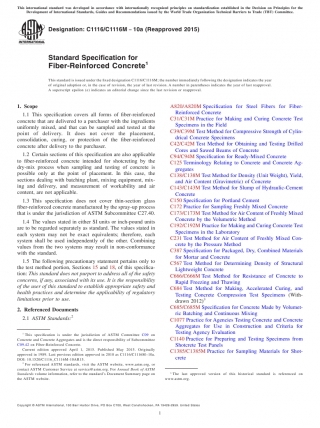 This international standard was developed in accordance with internationally recognized principles on standardization established in the Decision on Principles for the
Development of International Standards, Guides and Recommendations issued by the World Trade Organization Technical Barriers to Trade (TBT) Committee.
Designation: C1116/C1116M − 10a (Reapproved 2015)
Standard Specification for
Fiber-Reinforced Concrete¹
This standard is issued under the fixed designation C1116/C1116M; the number immediately following the designation indicates the year
of original adoption or, in the case of revision, the year of last revision. A number in parentheses indicates the year of last reapproval.
A superscript epsilon (ε) indicates an editorial change since the last revision or reapproval.
1. Scope
1.1 This specification covers all forms of fiber-reinforced
concrete that are delivered to a purchaser with the ingredients
uniformly mixed, and that can be sampled and tested at the
point of delivery. It does not cover the placement,
consolidation, curing, or protection of the fiber-reinforced
concrete after delivery to the purchaser.
1.2 Certain sections of this specification are also applicable
to fiber-reinforced concrete intended for shotcreting by the
dry-mix process when sampling and testing of concrete is
possible only at the point of placement. In this case, the
sections dealing with batching plant, mixing equipment, mix-
ing and delivery, and measurement of workability and air
content, are not applicable.
1.3 This specification does not cover thin-section glass
fiber-reinforced concrete manufactured by the spray-up process
that is under the jurisdiction of ASTM Subcommittee C27.40.
1.4 The values stated in either SI units or inch-pound units
are to be regarded separately as standard. The values stated in
each system may not be exact equivalents; therefore, each
system shall be used independently of the other. Combining
values from the two systems may result in non-conformance
with the standard.
1.5 The following precautionary statement pertains only to
the test method portion, Sections 15 and 18, of this specifica-
tion: This standard does not purport to address all of the safety
concerns, if any, associated with its use. It is the responsibility
of the user of this standard to establish appropriate safety and
health practices and determine the applicability of regulatory
limitations prior to use.
2. Referenced Documents
2.1 ASTM Standards:²
¹ This specification is under the jurisdiction of ASTM Committee C09 on
Concrete and Concrete Aggregates and is the direct responsibility of Subcommittee
C09.42 on Fiber-Reinforced Concrete.
Current edition approved April 1, 2015. Published May 2015. Originally
approved in 1989. Last previous edition approved in 2010 as C1116/C1116M–10a.
DOI: 10.1520/C1116_C1116M-10AR15.
² For referenced ASTM standards, visit the ASTM website, www.astm.org, or
contact ASTM Customer Service at service@astm.org. For Annual Book of ASTM
Standards volume information, refer to the standard's Document Summary page on
the ASTM website.
A820/A820M Specification for Steel Fibers for Fiber-
Reinforced Concrete
C31/C31M Practice for Making and Curing Concrete Test
Specimens in the Field
C39/C39M Test Method for Compressive Strength of Cylin-
drical Concrete Specimens
C42/C42M Test Method for Obtaining and Testing Drilled
Cores and Sawed Beams of Concrete
C94/C94M Specification for Ready-Mixed Concrete
C125 Terminology Relating to Concrete and Concrete Ag-
gregates
C138/C138M Test Method for Density (Unit Weight), Yield,
and Air Content (Gravimetric) of Concrete
C143/C143M Test Method for Slump of Hydraulic-Cement
Concrete
C150 Specification for Portland Cement
C172 Practice for Sampling Freshly Mixed Concrete
C173/C173M Test Method for Air Content of Freshly Mixed
Concrete by the Volumetric Method
C192/C192M Practice for Making and Curing Concrete Test
Specimens in the Laboratory
C231 Test Method for Air Content of Freshly Mixed Con-
crete by the Pressure Method
C387 Specification for Packaged, Dry, Combined Materials
for Mortar and Concrete
C567 Test Method for Determining Density of Structural
Lightweight Concrete
C666/C666M Test Method for Resistance of Concrete to
Rapid Freezing and Thawing
C684 Test Method for Making, Accelerated Curing, and
Testing Concrete Compression Test Specimens (With-
drawn 2012)³
C685/C685M Specification for Concrete Made by Volumet-
ric Batching and Continuous Mixing
C1077 Practice for Agencies Testing Concrete and Concrete
Aggregates for Use in Construction and Criteria for
Testing Agency Evaluation
C1140 Practice for Preparing and Testing Specimens from
Shotcrete Test Panels
C1385/C1385M Practice for Sampling Materials for Shot-
crete
³ The last approved version of this historical standard is referenced on
www.astm.org.
Copyright © ASTM International, 100 Barr Harbor Drive, PO Box C700, West Conshohocken, PA 19428-2959. United States
1